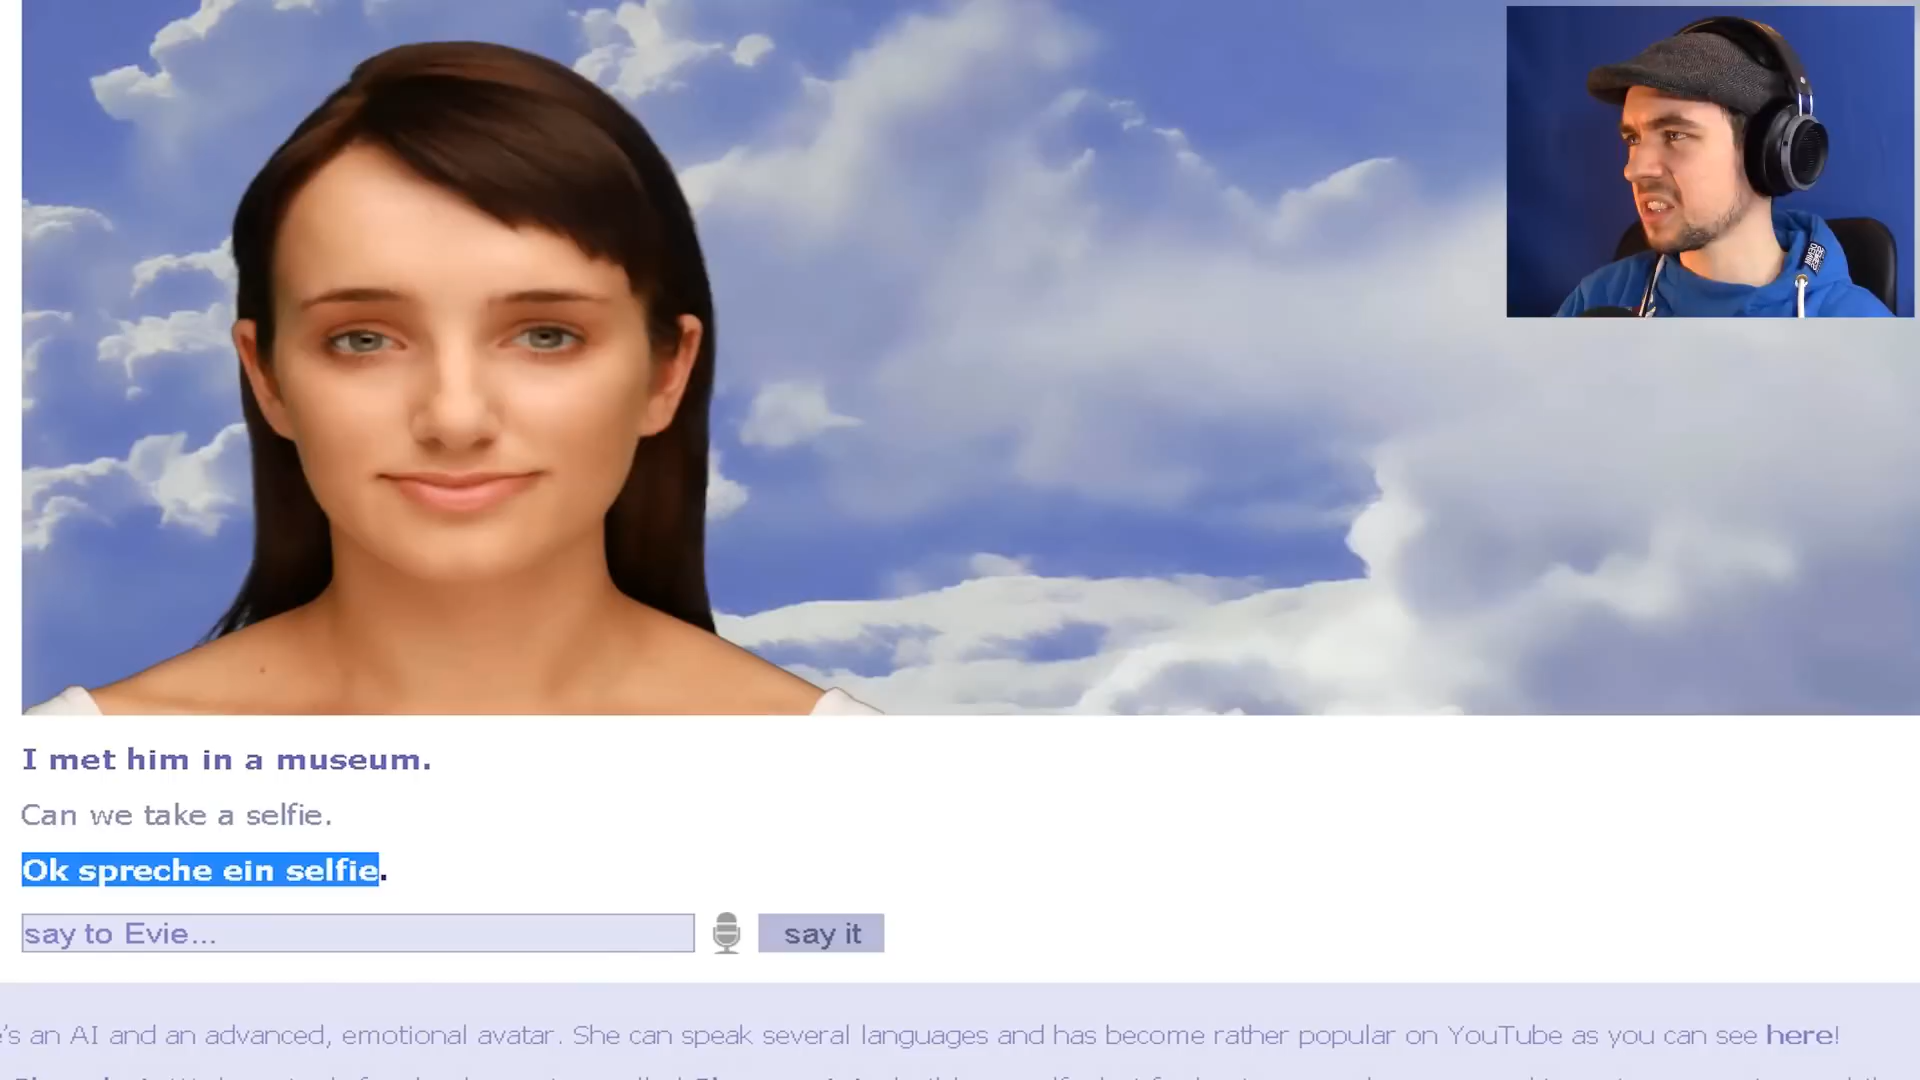 I met him in a museum.
Can we take a selfie.
Ok spreche ein selfie.
say to Evie...
say it
's an AI and an advanced, emotional avatar. She can speak several languages and has become rather popular on YouTube as you can see here!